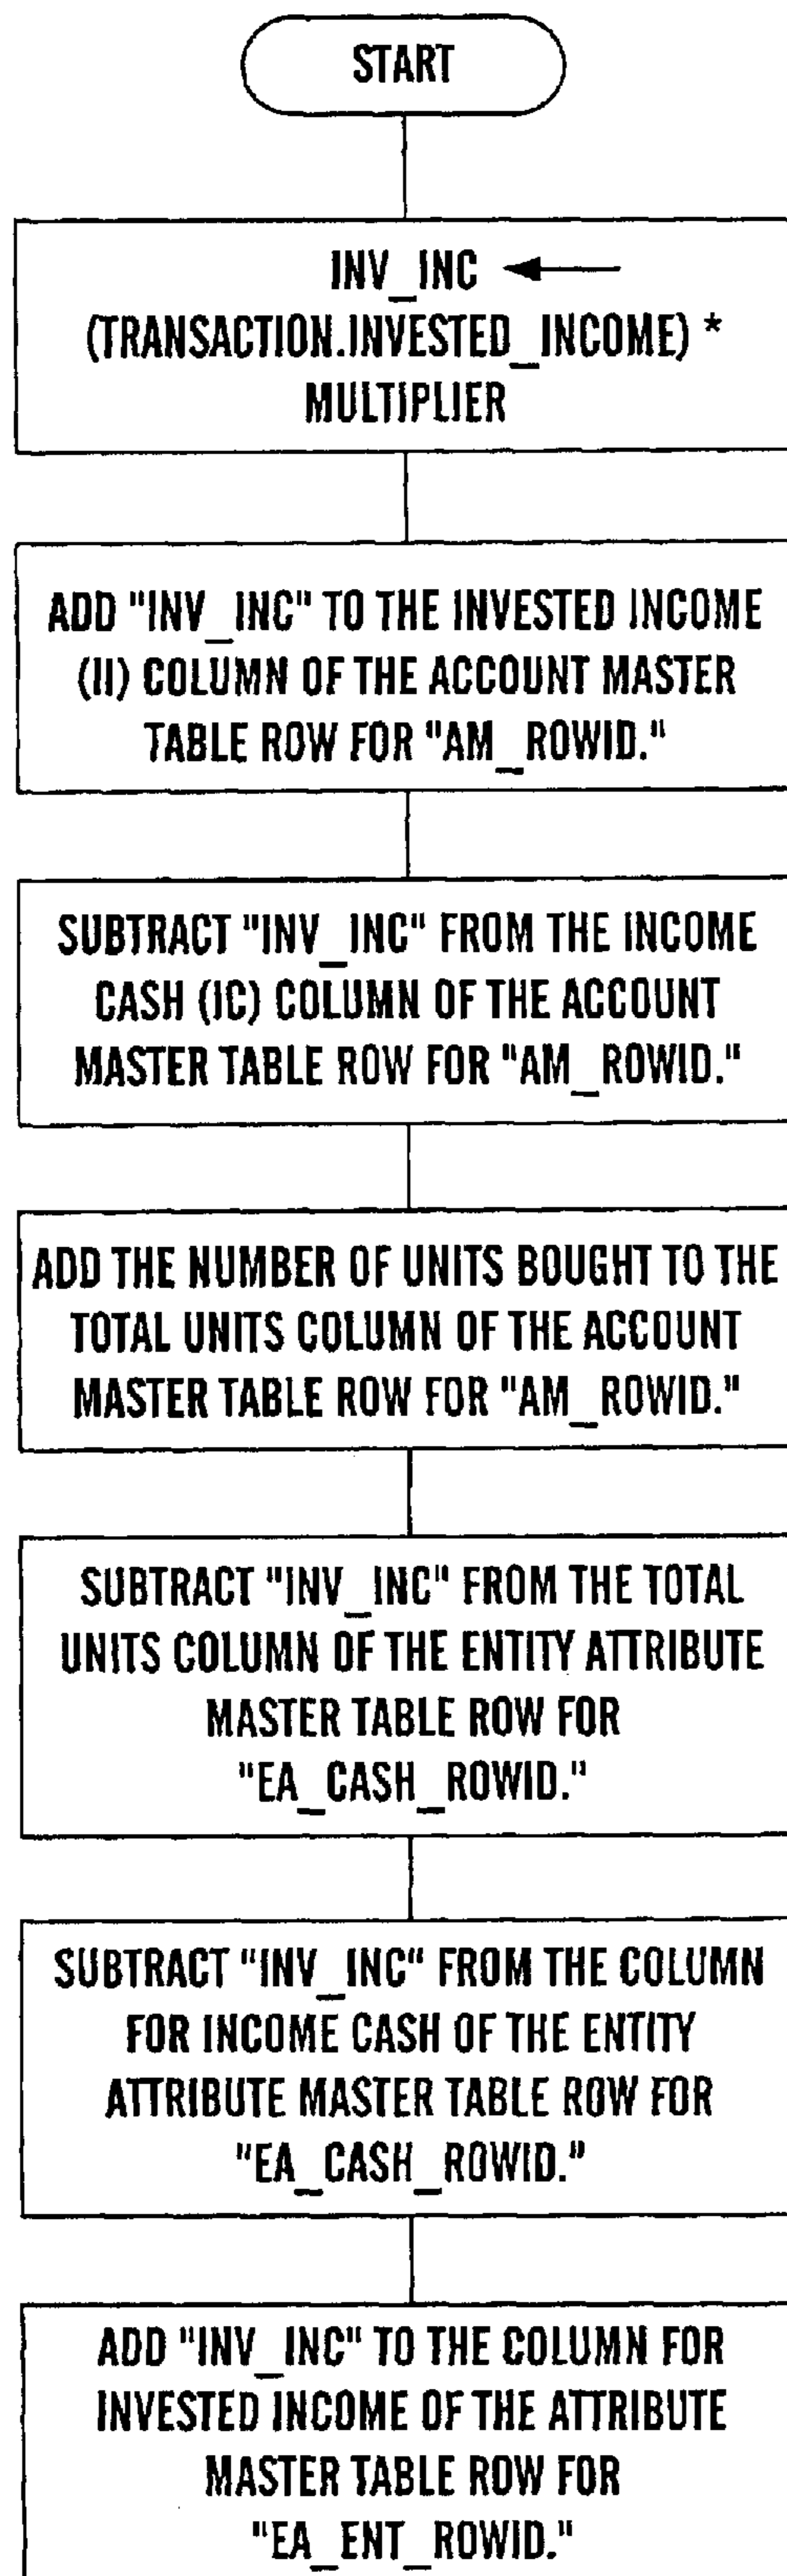 START
INV_INC ←
(TRANSACTION.INVESTED_INCOME) *
MULTIPLIER
ADD "INV_INC" TO THE INVESTED INCOME
(II) COLUMN OF THE ACCOUNT MASTER
TABLE ROW FOR "AM_ROWID."
SUBTRACT "INV_INC" FROM THE INCOME
CASH (IC) COLUMN OF THE ACCOUNT
MASTER TABLE ROW FOR "AM_ROWID."
ADD THE NUMBER OF UNITS BOUGHT TO THE
TOTAL UNITS COLUMN OF THE ACCOUNT
MASTER TABLE ROW FOR "AM_ROWID."
SUBTRACT "INV_INC" FROM THE TOTAL
UNITS COLUMN OF THE ENTITY ATTRIBUTE
MASTER TABLE ROW FOR
"EA_CASH_ROWID."
SUBTRACT "INV_INC" FROM THE COLUMN
FOR INCOME CASH OF THE ENTITY
ATTRIBUTE MASTER TABLE ROW FOR
"EA_CASH_ROWID."
ADD "INV_INC" TO THE COLUMN FOR
INVESTED INCOME OF THE ATTRIBUTE
MASTER TABLE ROW FOR
"EA_ENT_ROWID."